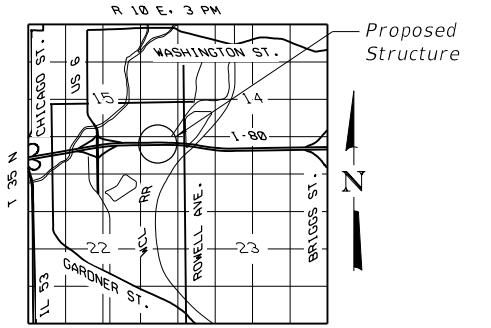 R 10 E, 3 PM
Proposed
Structure
WASHINGTON ST.
CHICAGO ST.
US 6
15
14
I-80
T 35 N
N
WCL RR
ROWELL AVE.
BRIGGS ST.
22
23
GARDNER ST.
IL 53